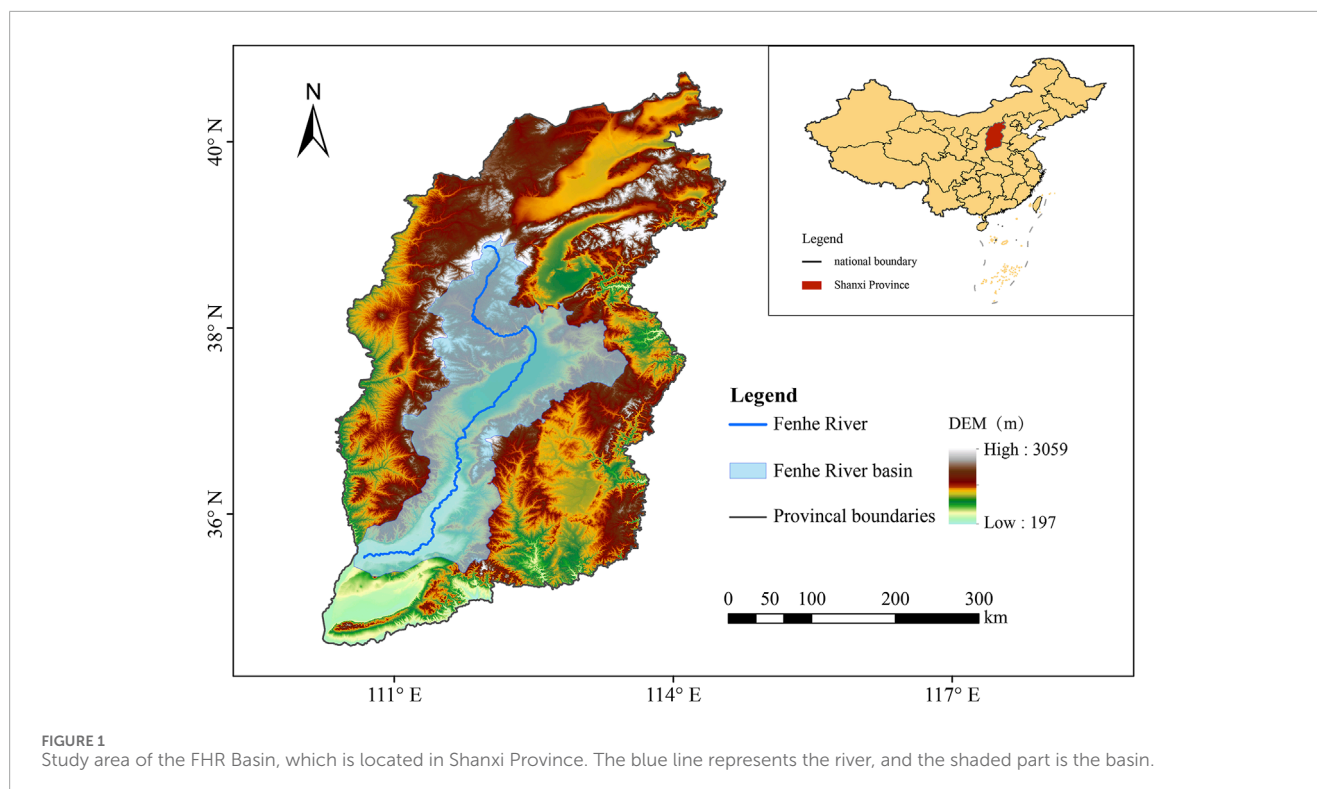 N
40° N
38° N
36° N
111° E
114° E
117° E
Legend
national boundary
Shanxi Province
Legend
Fenhe River
Fenhe River basin
Provincal boundaries
DEM（m）
High : 3059
Low : 197
0 50 100 200 300
km
FIGURE 1
Study area of the FHR Basin, which is located in Shanxi Province. The blue line represents the river, and the shaded part is the basin.